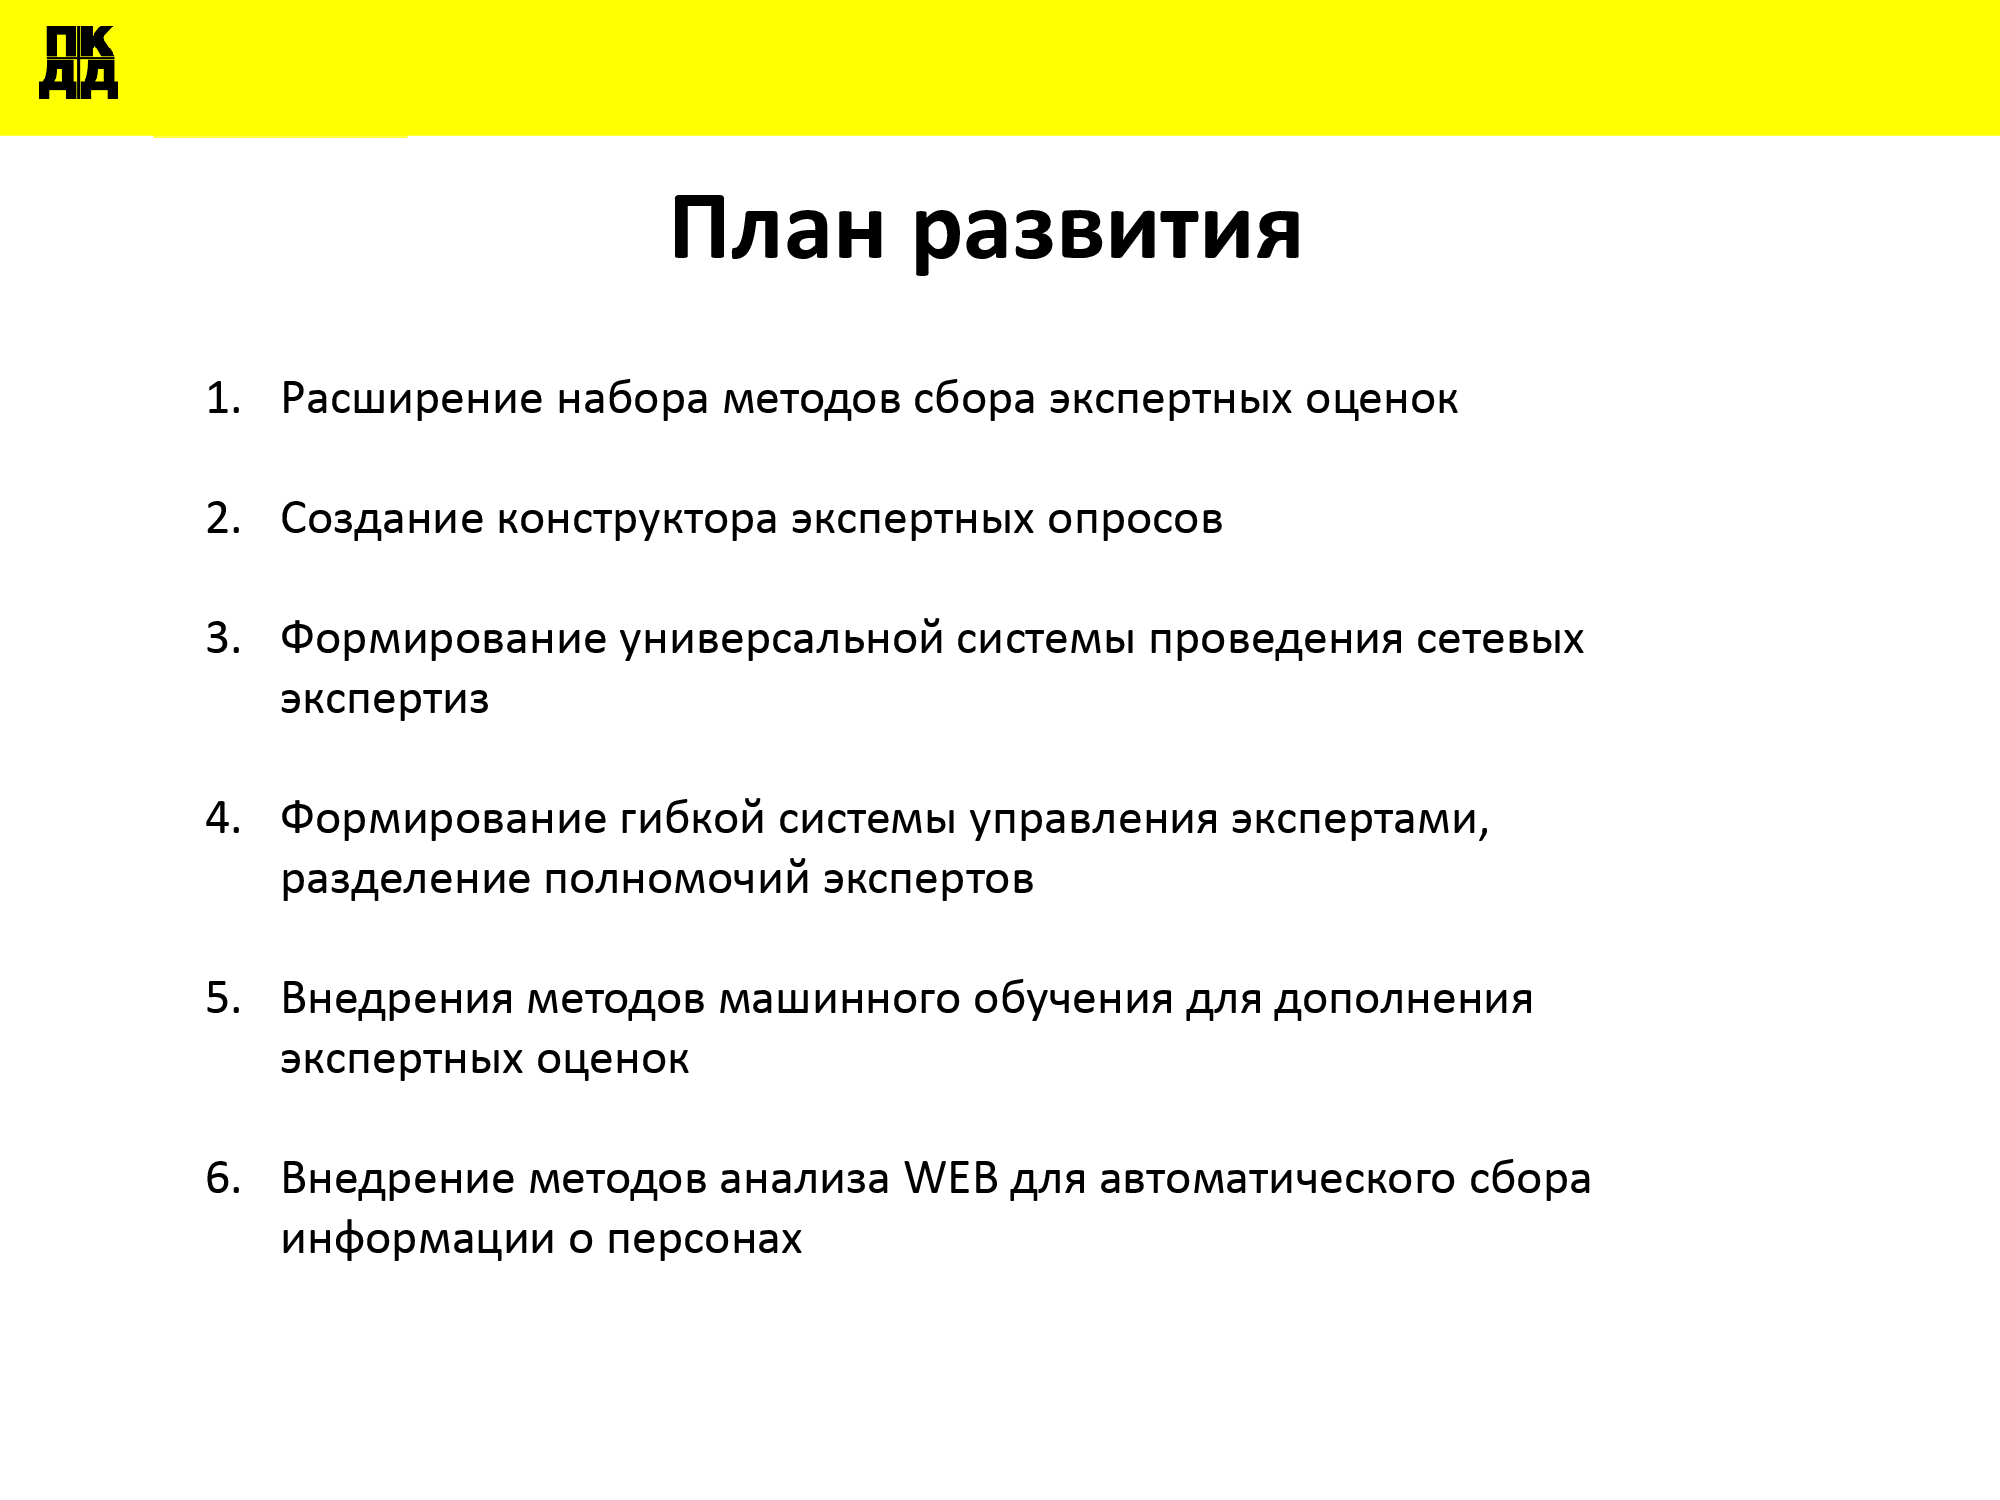 ПК
ДД
План развития
1. Расширение набора методов сбора экспертных оценок
2. Создание конструктора экспертных опросов
3. Формирование универсальной системы проведения сетевых
экспертиз
4. Формирование гибкой системы управления экспертами,
разделение полномочий экспертов
5. Внедрения методов машинного обучения для дополнения
экспертных оценок
6. Внедрение методов анализа WEB для автоматического сбора
информации о персонах